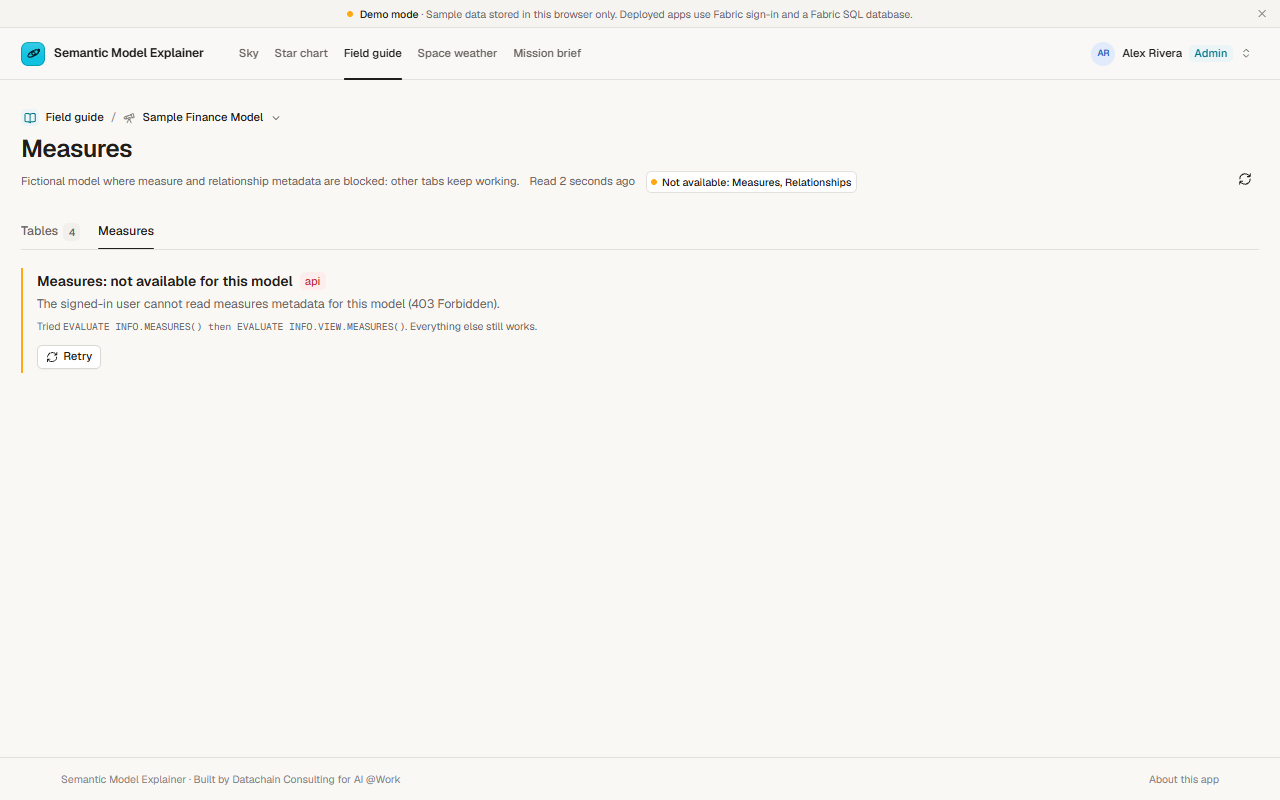 Demo mode · Sample data stored in this browser only. Deployed apps use Fabric sign-in and a Fabric SQL database.
Semantic Model Explainer Sky Star chart Field guide Space weather Mission brief AR Alex Rivera Admin
Field guide / Sample Finance Model
Measures
Fictional model where measure and relationship metadata are blocked: other tabs keep working. Read 2 seconds ago Not available: Measures, Relationships
Tables 4 Measures
Measures: not available for this model api
The signed-in user cannot read measures metadata for this model (403 Forbidden).
Tried EVALUATE INFO.MEASURES() then EVALUATE INFO.VIEW.MEASURES(). Everything else still works.
Retry
Semantic Model Explainer · Built by Datachain Consulting for AI @Work About this app